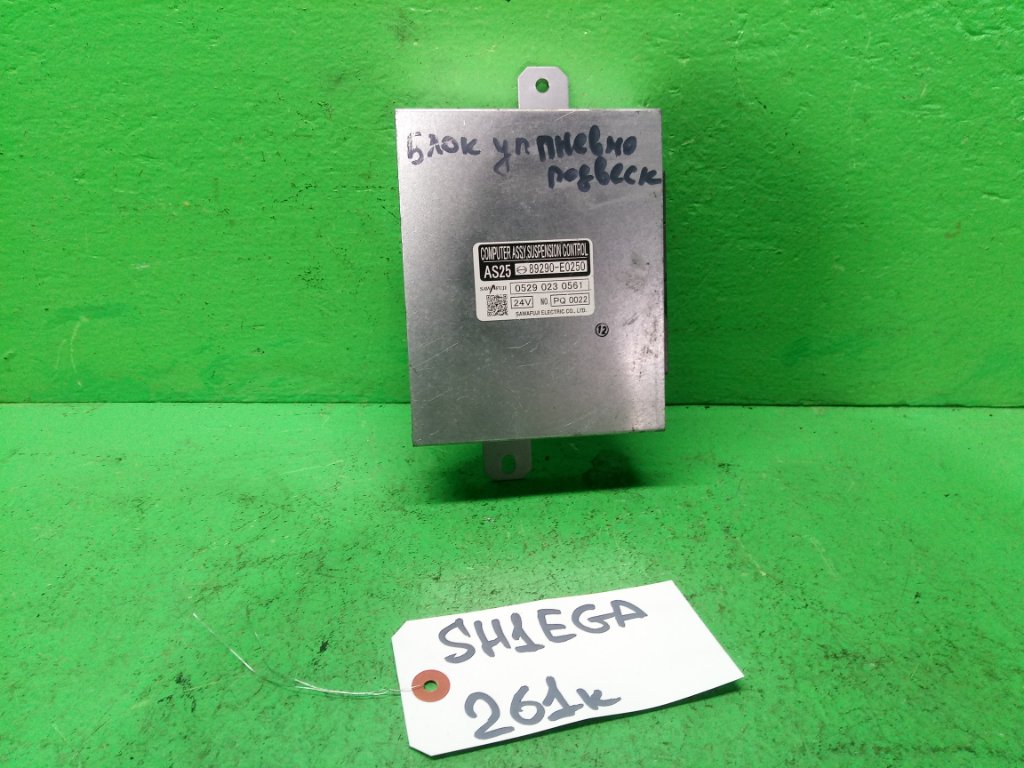 Блок уп пневмо
подвеск
COMPUTER ASSY.SUSPENSION CONTROL
AS25 89290-E0250
SAWAFUJI 0529 023 0561
24V NO PQ 0022
SAWAFUJI ELECTRIC CO., LTD.
12
SH1EGA
261к